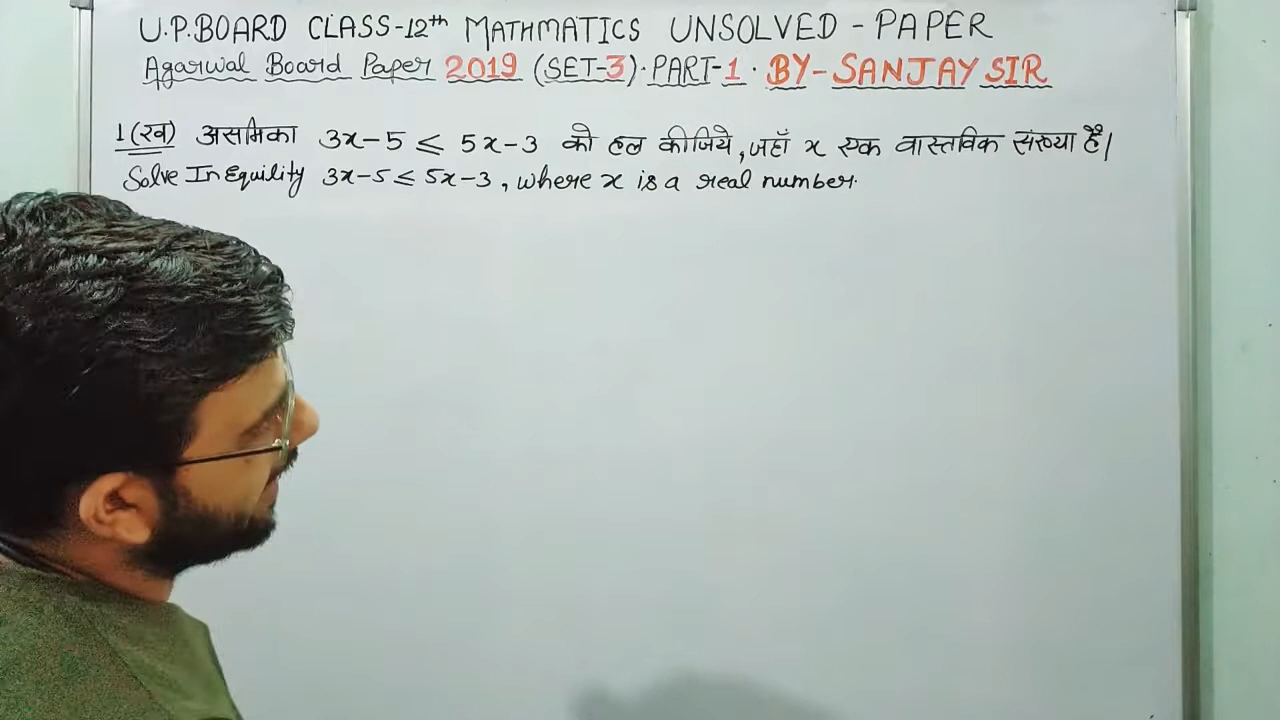 U.P.BOARD CLASS-12th MATHMATICS UNSOLVED - PAPER
Agarwal Board Paper 2019 (SET-3)·PART-1· BY-SANJAY SIR
1(ख) असमिका 3x-5 ≤ 5x-3 को हल कीजिये, जहाँ x एक वास्तविक संख्या है।
Solve InEquility 3x-5 ≤ 5x-3, where x is a real number.